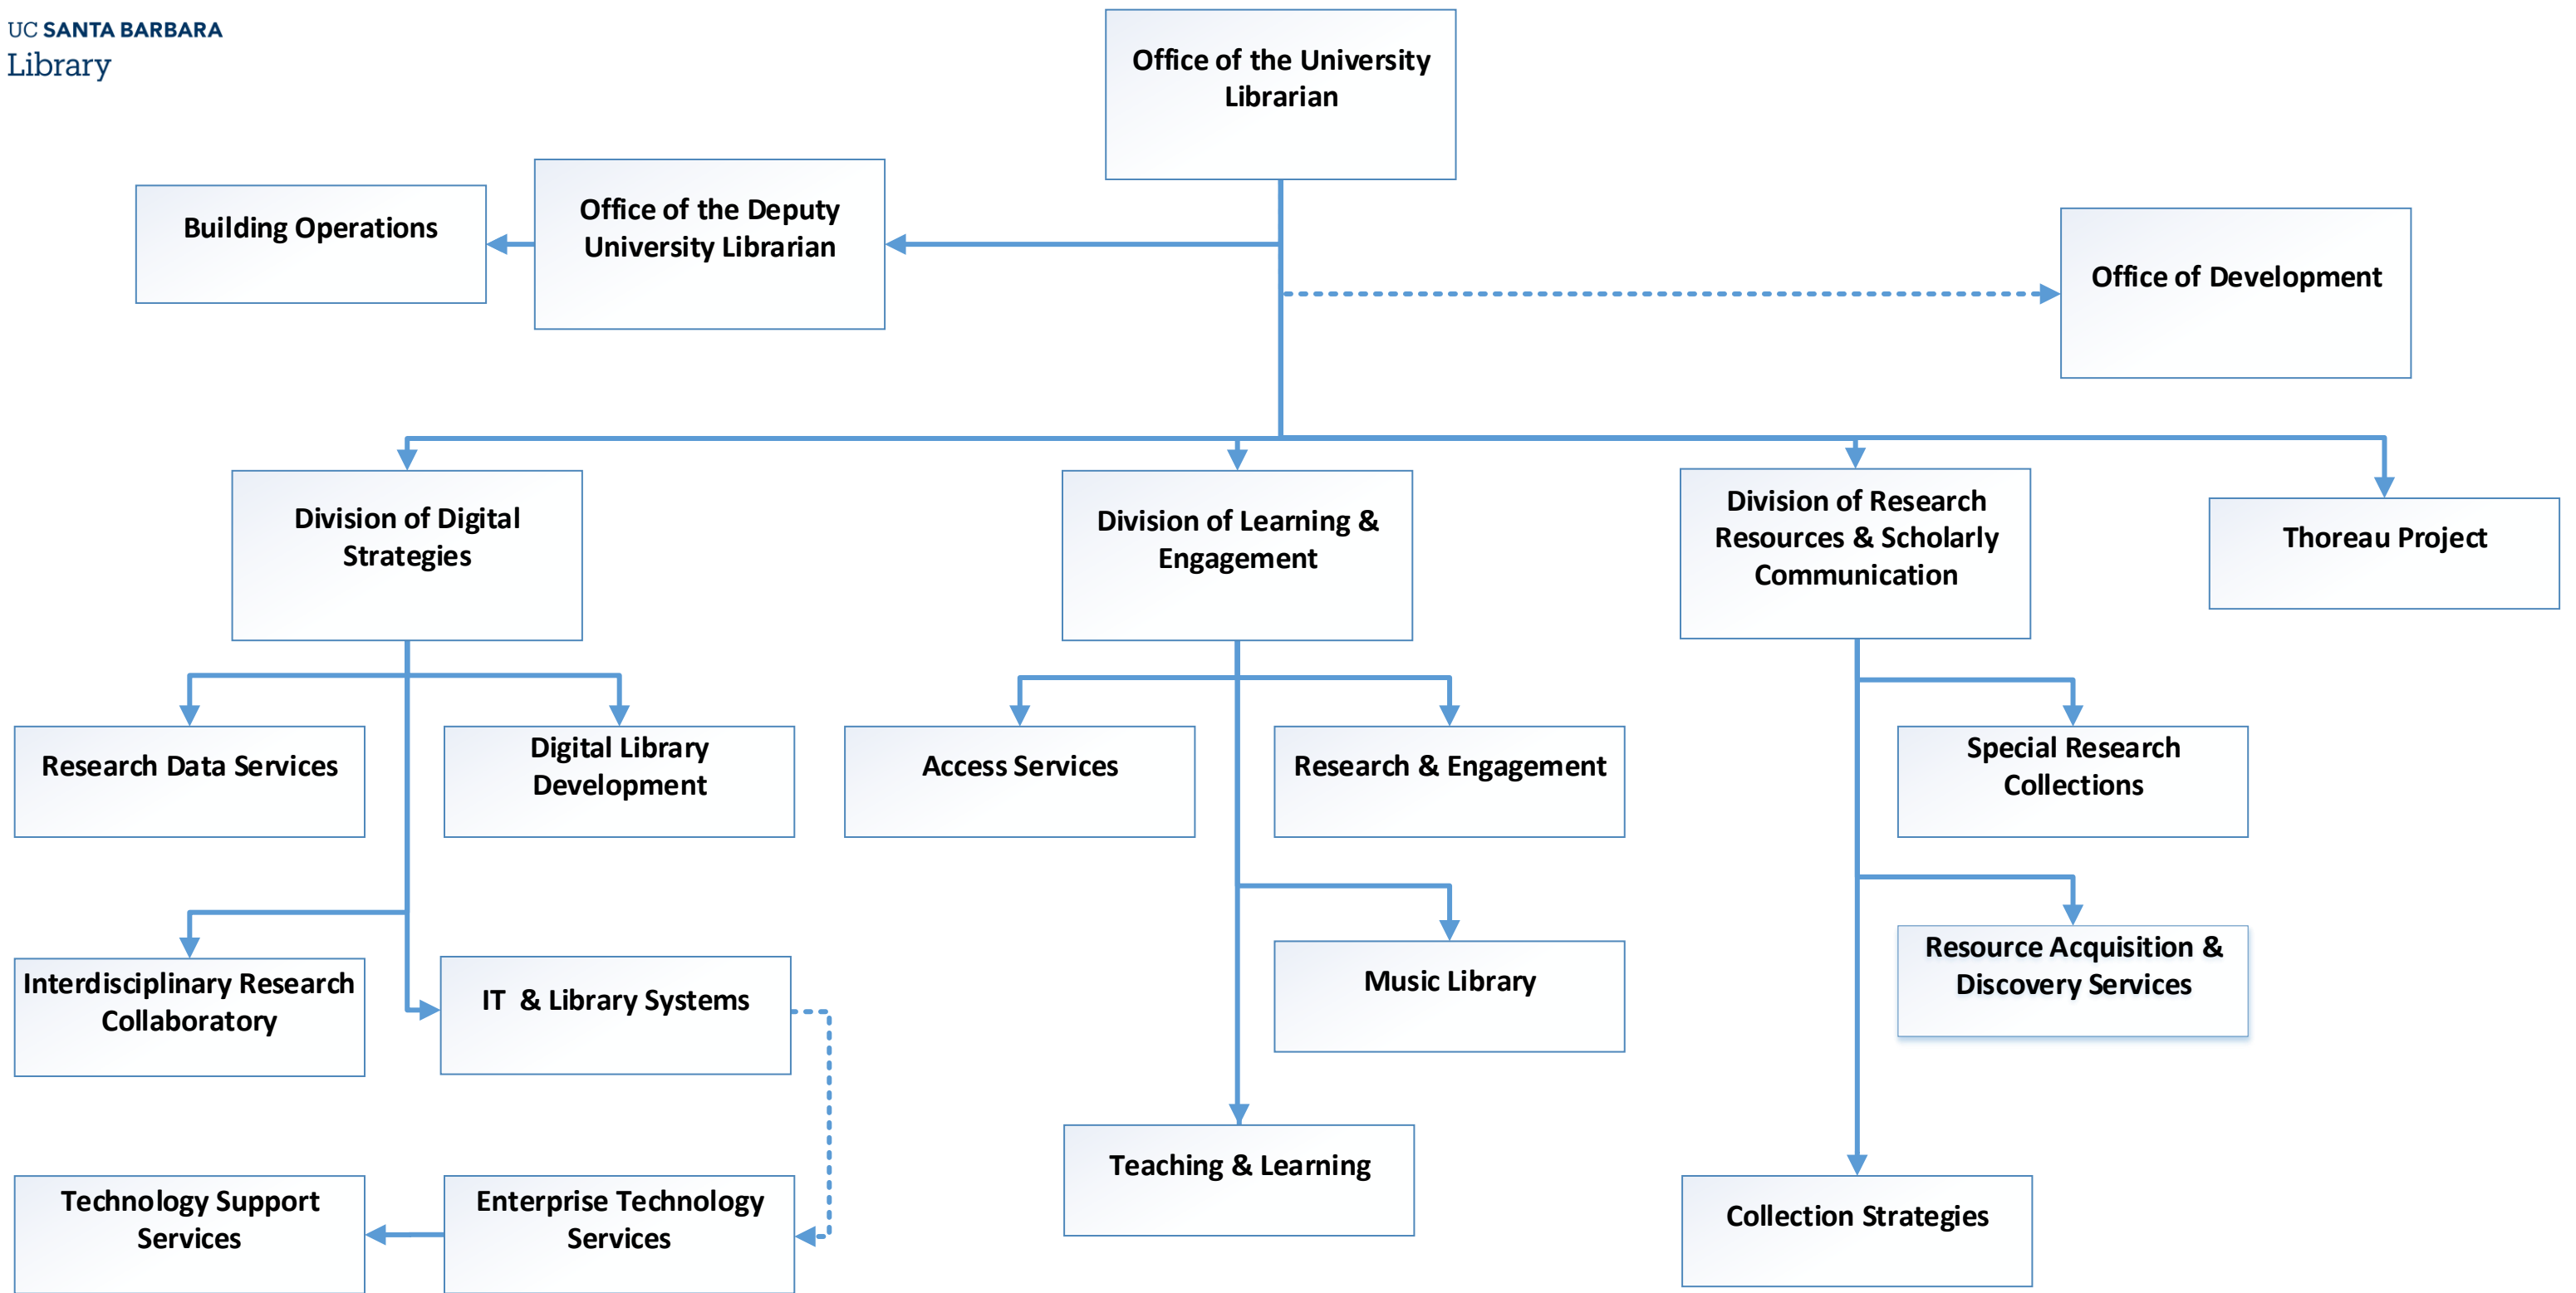 UC SANTA BARBARA
Library
Office of the University
Librarian
Building Operations
Office of the Deputy
University Librarian
Office of Development
Division of Digital
Strategies
Division of Learning &
Engagement
Division of Research
Resources & Scholarly
Communication
Thoreau Project
Research Data Services
Digital Library
Development
Access Services
Research & Engagement
Special Research
Collections
Interdisciplinary Research
Collaboratory
IT  & Library Systems
Music Library
Resource Acquisition &
Discovery Services
Technology Support
Services
Enterprise Technology
Services
Teaching & Learning
Collection Strategies